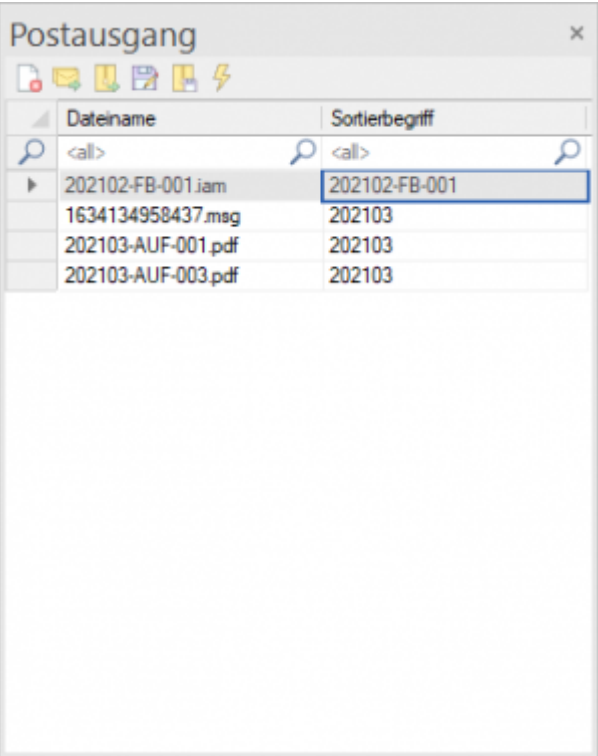 Postausgang
Dateiname Sortierbegriff
<all> <all>
202102-FB-001.iam 202102-FB-001
1634134958437.msg 202103
202103-AUF-001.pdf 202103
202103-AUF-003.pdf 202103